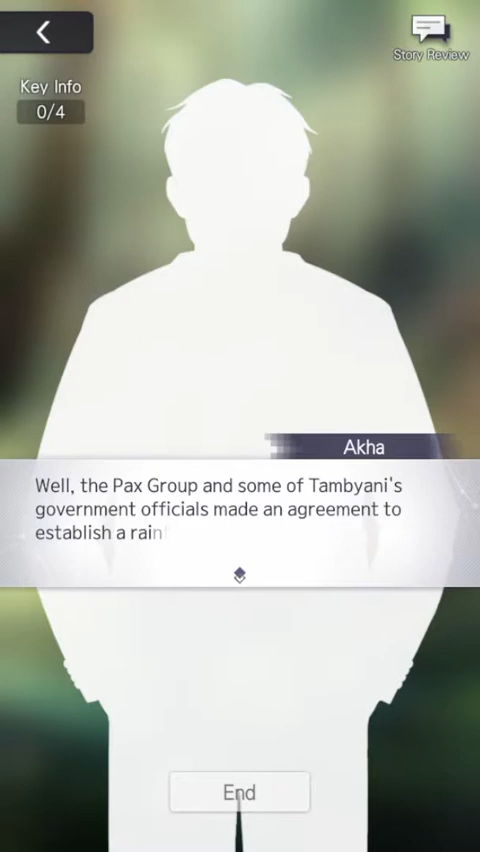 Story Review
Key Info
0/4
Akha
Well, the Pax Group and some of Tambyani's
government officials made an agreement to
establish a rain
End